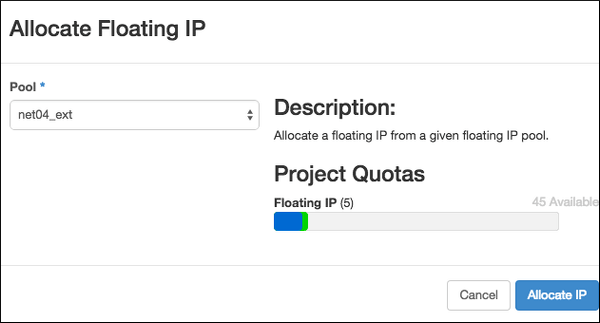 Allocate Floating IP
Pool *
net04_ext
Description:
Allocate a floating IP from a given floating IP pool.
Project Quotas
Floating IP (5)
45 Available
Cancel
Allocate IP